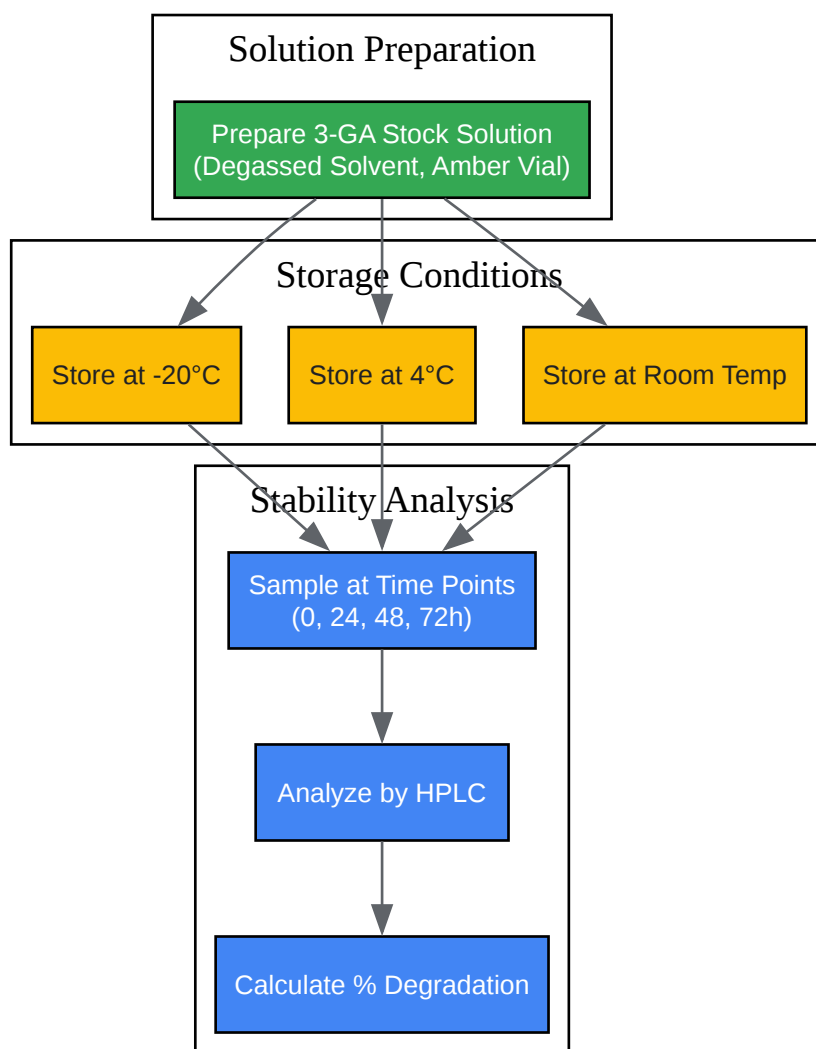 Solution Preparation
Prepare 3-GA Stock Solution
(Degassed Solvent, Amber Vial)
Storage Conditions
Store at -20°C
Store at 4°C
Store at Room Temp
Stability Analysis
Sample at Time Points
(0, 24, 48, 72h)
Analyze by HPLC
Calculate % Degradation